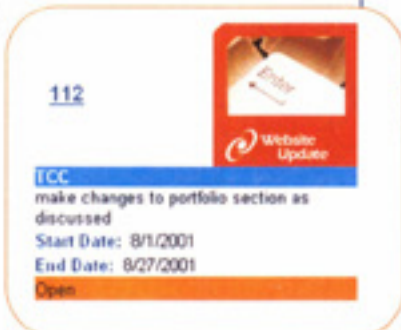 112
Enter
Website
Update
TCC
make changes to portfolio section as
discussed
Start Date: 8/1/2001
End Date: 8/27/2001
Open